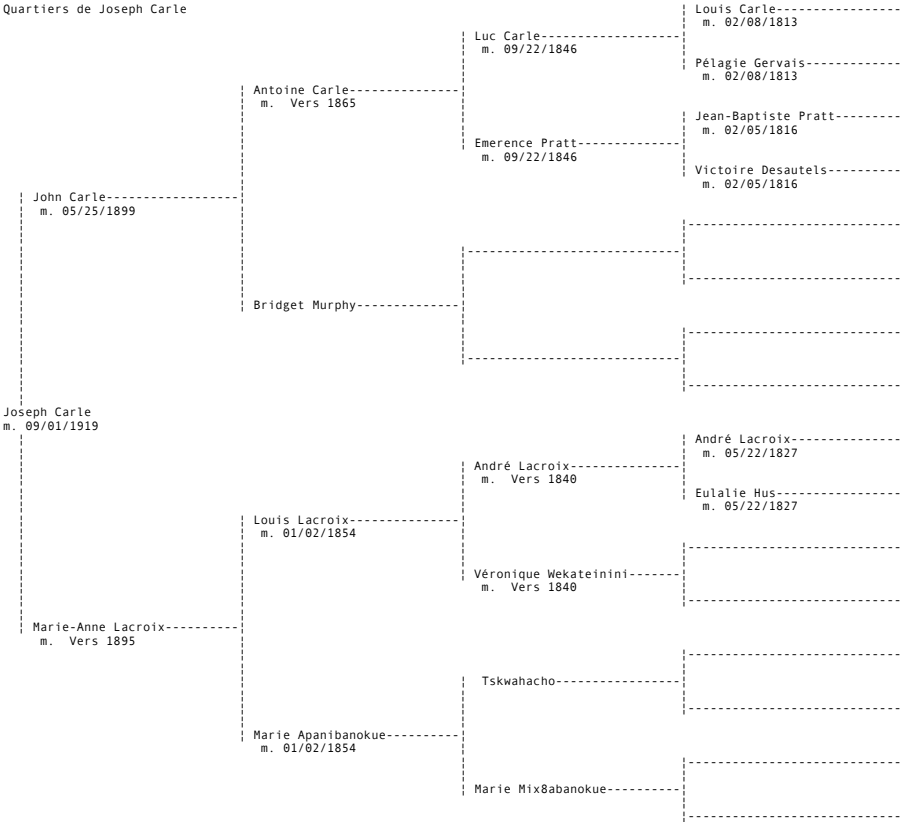 Quartiers de Joseph Carle
Louis Carle
m. 02/08/1813
Luc Carle
m. 09/22/1846
Pélagie Gervais
m. 02/08/1813
Antoine Carle
m. Vers 1865
Jean-Baptiste Pratt
m. 02/05/1816
Emerence Pratt
m. 09/22/1846
Victoire Desautels
m. 02/05/1816
John Carle
m. 05/25/1899
Bridget Murphy
Joseph Carle
m. 09/01/1919
André Lacroix
m. 05/22/1827
André Lacroix
m. Vers 1840
Eulalie Hus
m. 05/22/1827
Louis Lacroix
m. 01/02/1854
Véronique Wekateinini
m. Vers 1840
Marie-Anne Lacroix
m. Vers 1895
Tskwahacho
Marie Apanibanokue
m. 01/02/1854
Marie Mix8abanokue